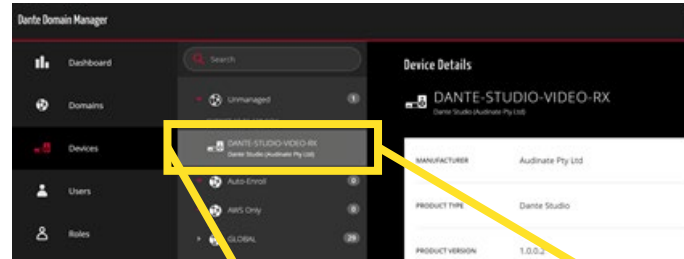 Dante Domain Manager
Dashboard
Domains
Devices
Users
Roles
Search
Unmanaged 1
DANTE-STUDIO-VIDEO-RX
Dante Studio (Audinate Pty Ltd)
Auto-Enroll 0
AWS Only 0
GLOBAL 29
Device Details
DANTE-STUDIO-VIDEO-RX
Dante Studio (Audinate Pty Ltd)
MANUFACTURER Audinate Pty Ltd
PRODUCT TYPE Dante Studio
PRODUCT VERSION 1.0.0.2